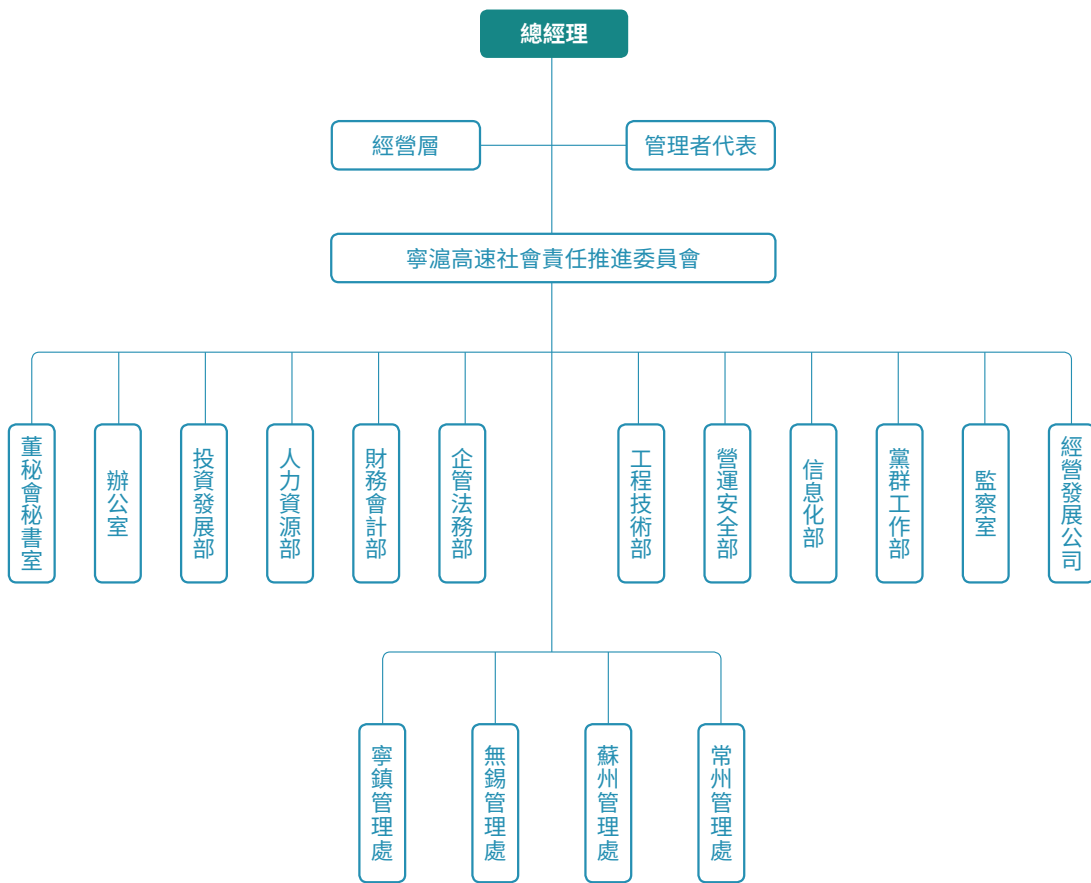 總經理
經營層
管理者代表
寧滬高速社會責任推進委員會
董秘會秘書室
辦公室
投資發展部
人力資源部
財務會計部
企管法務部
工程技術部
營運安全部
信息化部
黨群工作部
監察室
經營發展公司
寧鎮管理處
無錫管理處
蘇州管理處
常州管理處